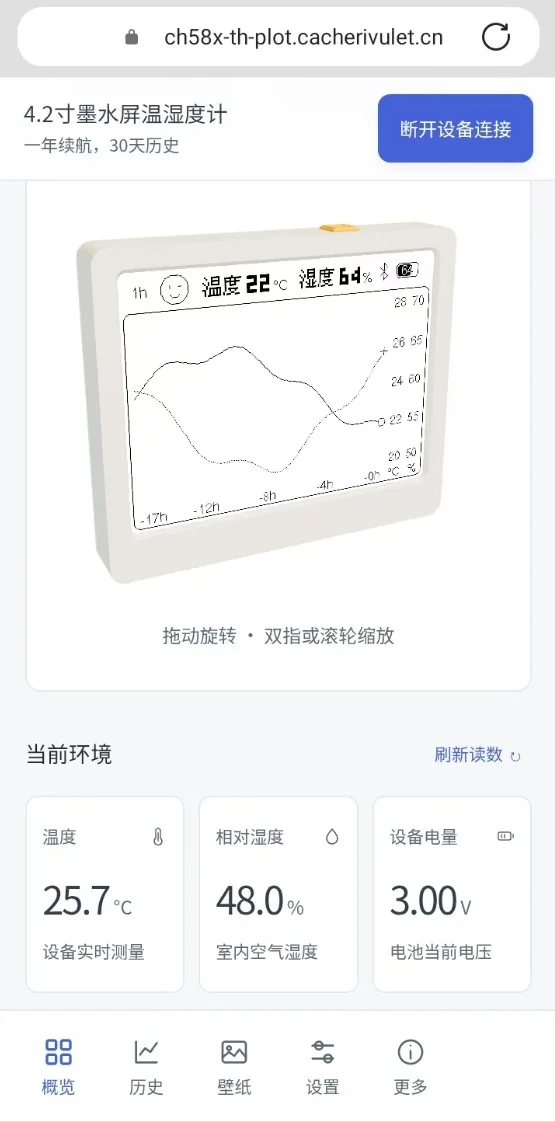 ch58x-th-plot.cacherivulet.cn
4.2寸墨水屏温湿度计
一年续航，30天历史
断开设备连接
1h 温度 22℃ 湿度 64% 64
28 70
26 65
24 60
22 55
20 50
℃ %
-17h -12h -8h -4h -0h
拖动旋转 · 双指或滚轮缩放
当前环境
刷新读数 ↻
温度
25.7℃
设备实时测量
相对湿度
48.0%
室内空气湿度
设备电量
3.00V
电池当前电压
概览 历史 壁纸 设置 更多